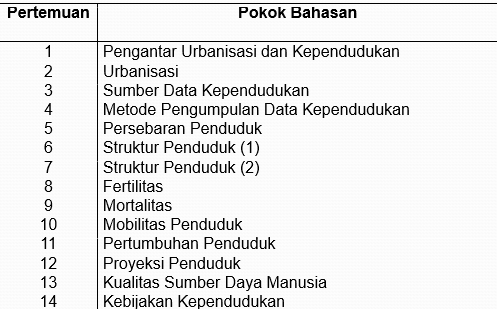 Pertemuan Pokok Bahasan
1 Pengantar Urbanisasi dan Kependudukan
2 Urbanisasi
3 Sumber Data Kependudukan
4 Metode Pengumpulan Data Kependudukan
5 Persebaran Penduduk
6 Struktur Penduduk (1)
7 Struktur Penduduk (2)
8 Fertilitas
9 Mortalitas
10 Mobilitas Penduduk
11 Pertumbuhan Penduduk
12 Proyeksi Penduduk
13 Kualitas Sumber Daya Manusia
14 Kebijakan Kependudukan